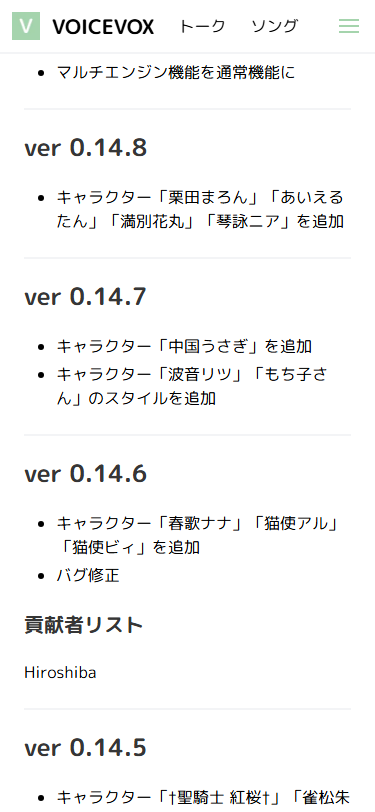 V VOICEVOX トーク ソング
マルチエンジン機能を通常機能に
ver 0.14.8
キャラクター「栗田まろん」「あいえる
たん」「満別花丸」「琴詠ニア」を追加
ver 0.14.7
キャラクター「中国うさぎ」を追加
キャラクター「波音リツ」「もち子さ
ん」のスタイルを追加
ver 0.14.6
キャラクター「春歌ナナ」「猫使アル」
「猫使ビィ」を追加
バグ修正
貢献者リスト
Hiroshiba
ver 0.14.5
キャラクター「†聖騎士 紅桜†」「雀松朱